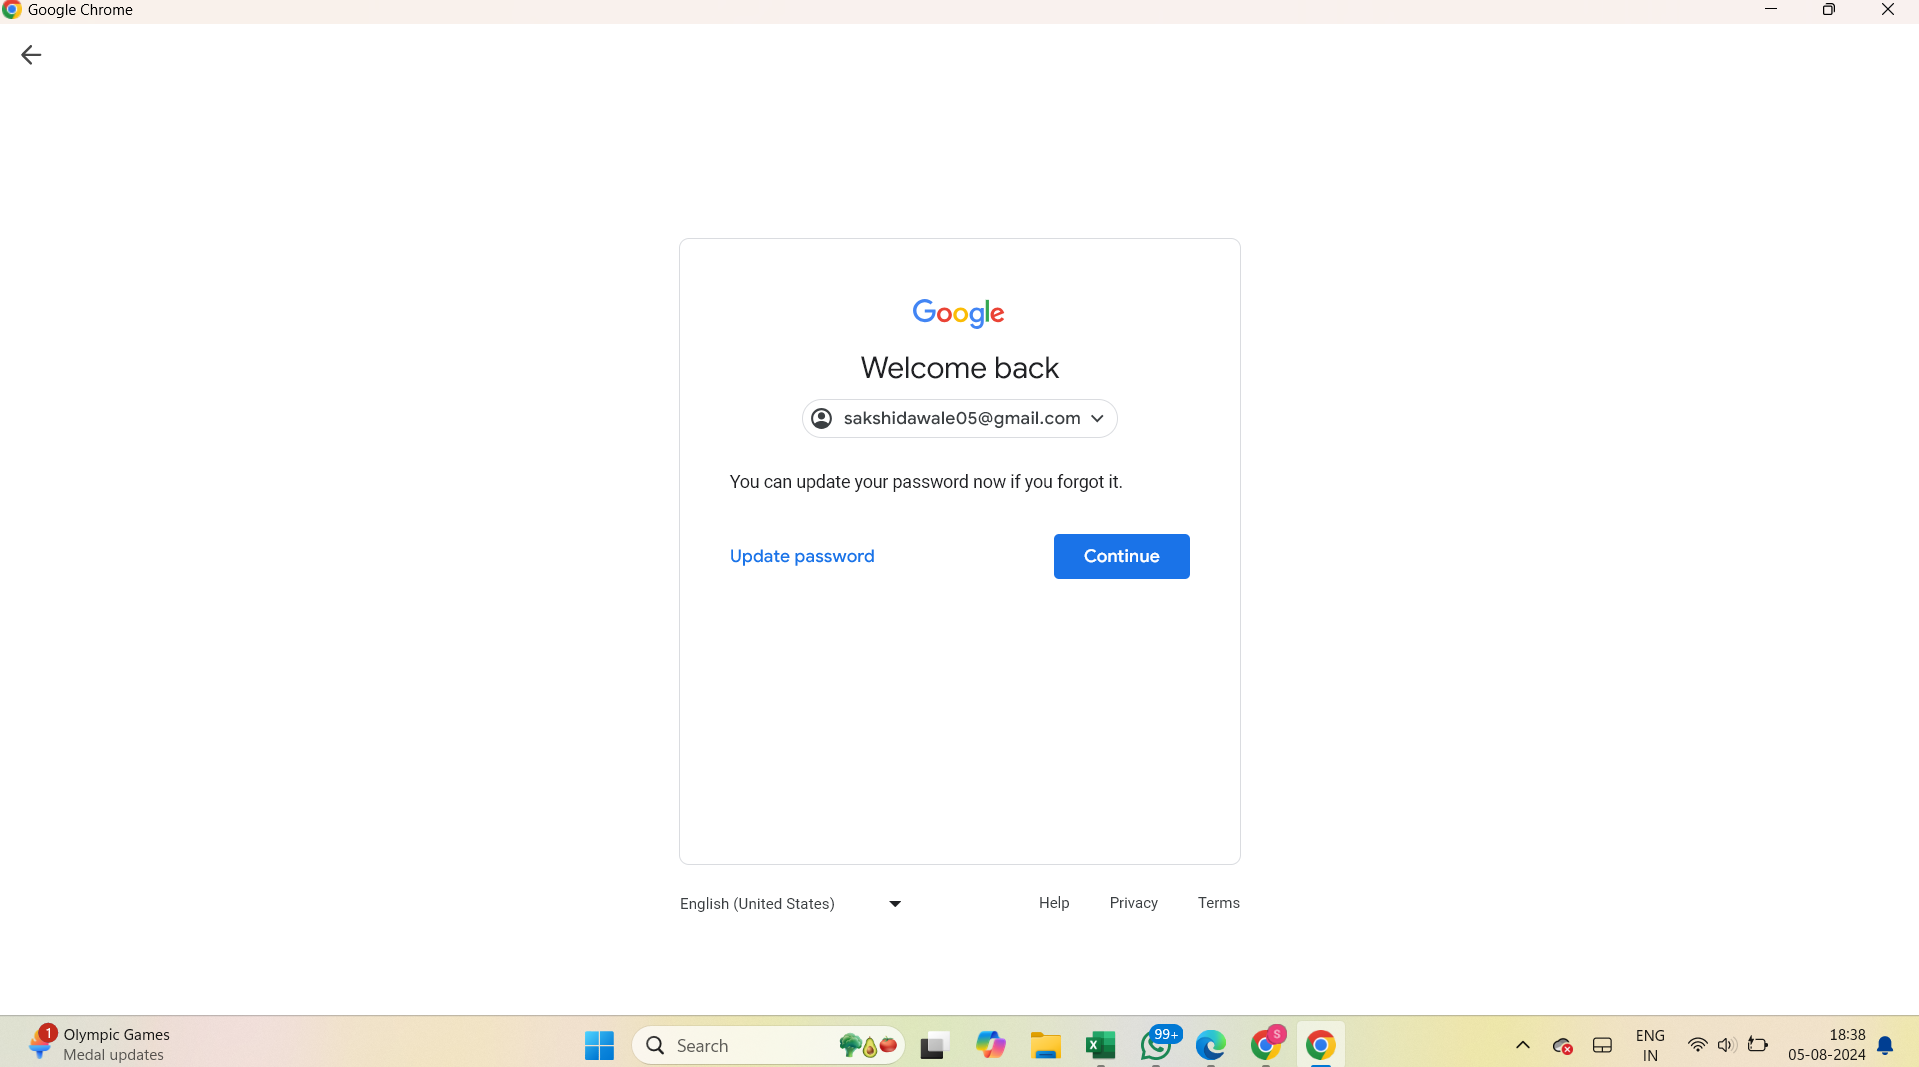 Google Chrome
Google
Welcome back
sakshidawale05@gmail.com
You can update your password now if you forgot it.
Update password
Continue
English (United States)
Help
Privacy
Terms
1
Olympic Games
Medal updates
Search
99+
S
ENG
IN
18:38
05-08-2024